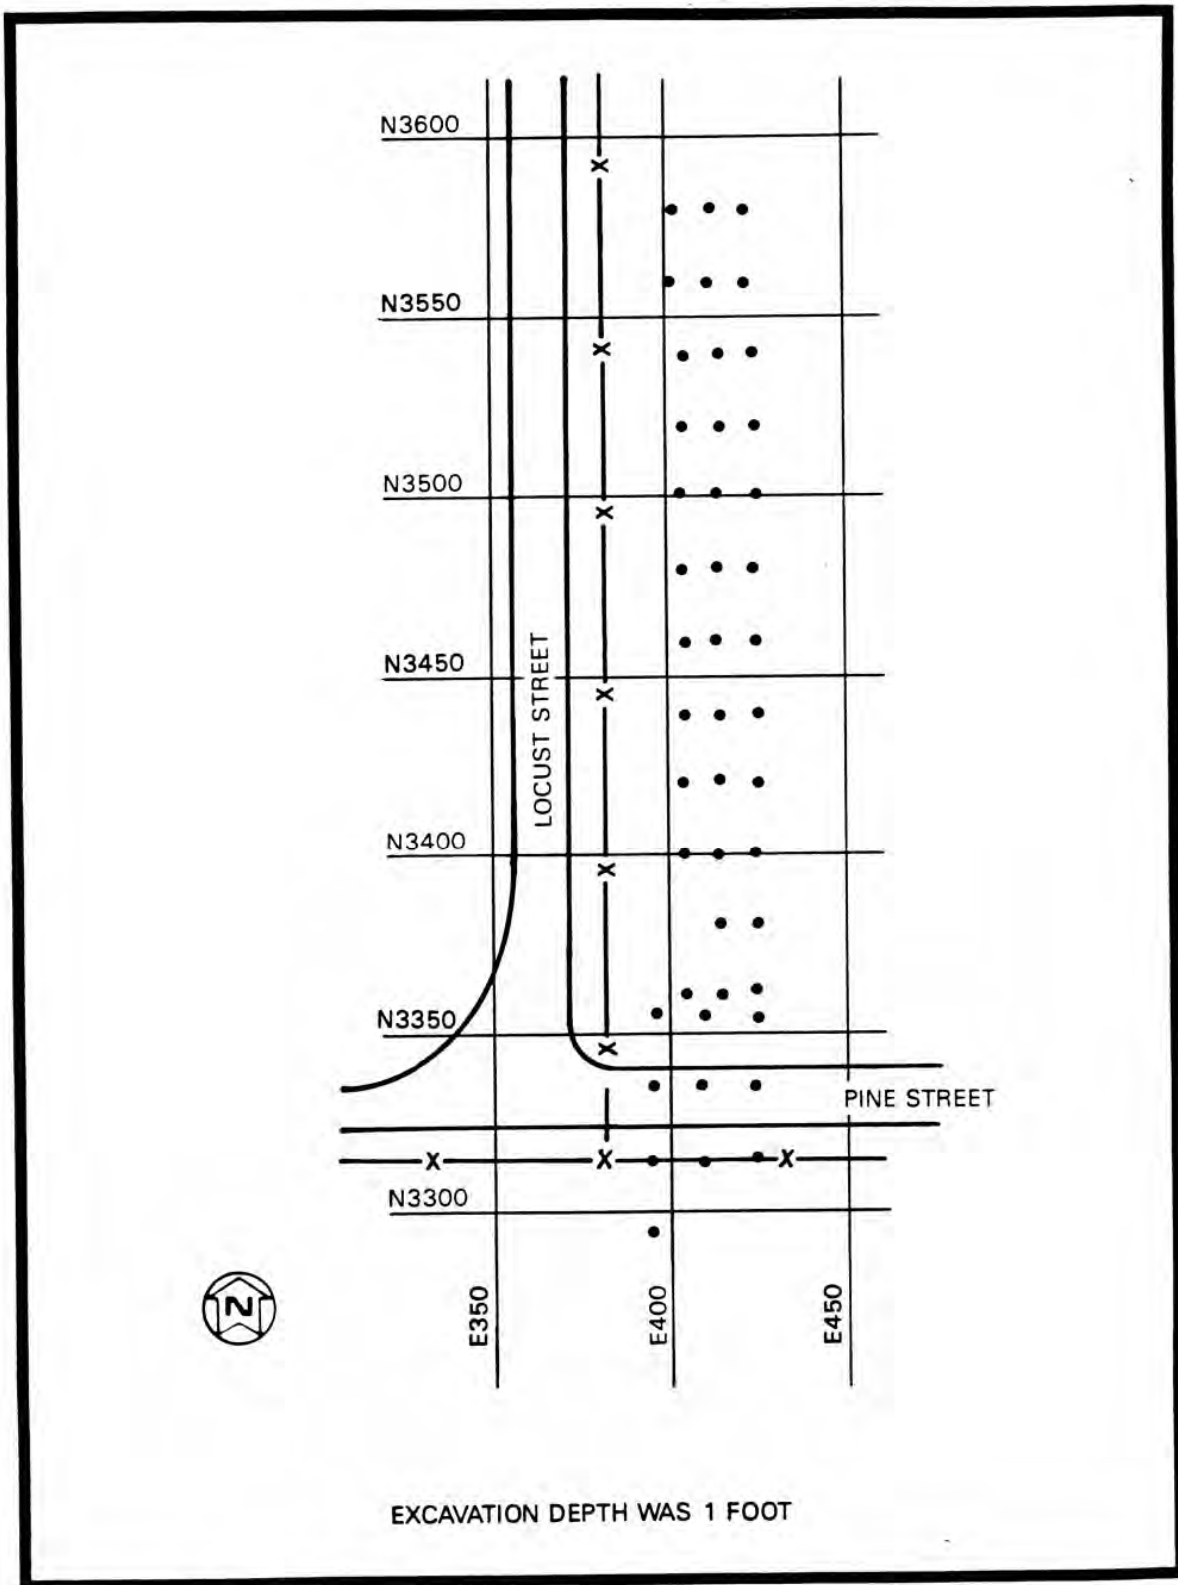 N3600
N3550
N3500
N3450
LOCUST STREET
N3400
N3350
PINE STREET
N3300
N
E350
E400
E450
EXCAVATION DEPTH WAS 1 FOOT